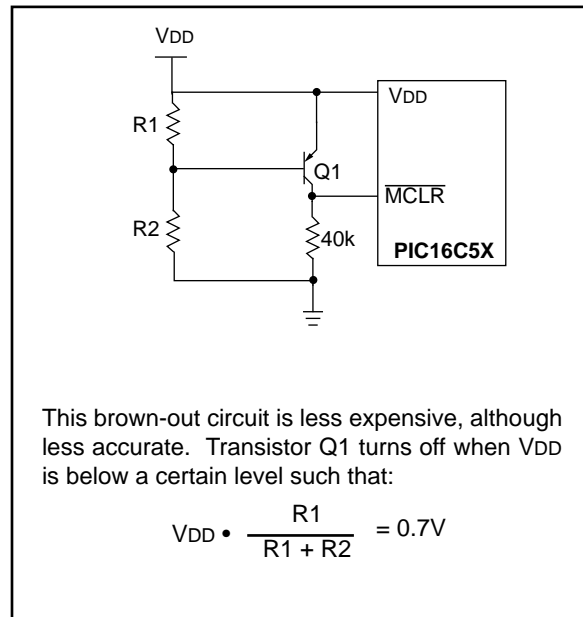 VDD
VDD
R1
Q1
MCLR
R2
40k
PIC16C5X
This brown-out circuit is less expensive, although
less accurate. Transistor Q1 turns off when VDD
is below a certain level such that:
VDD • R1 / R1 + R2 = 0.7V